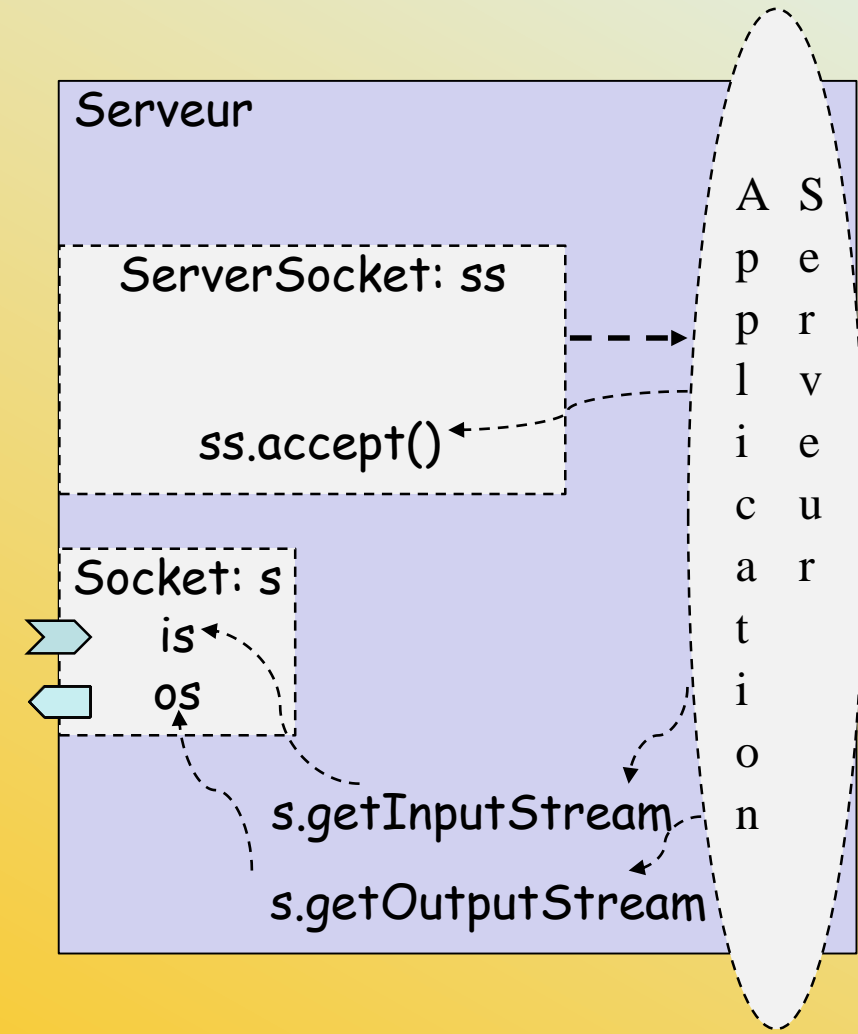 Serveur
ServerSocket: ss
ss.accept()
Socket: s
is
os
s.getInputStream
s.getOutputStream
Application
Serveur